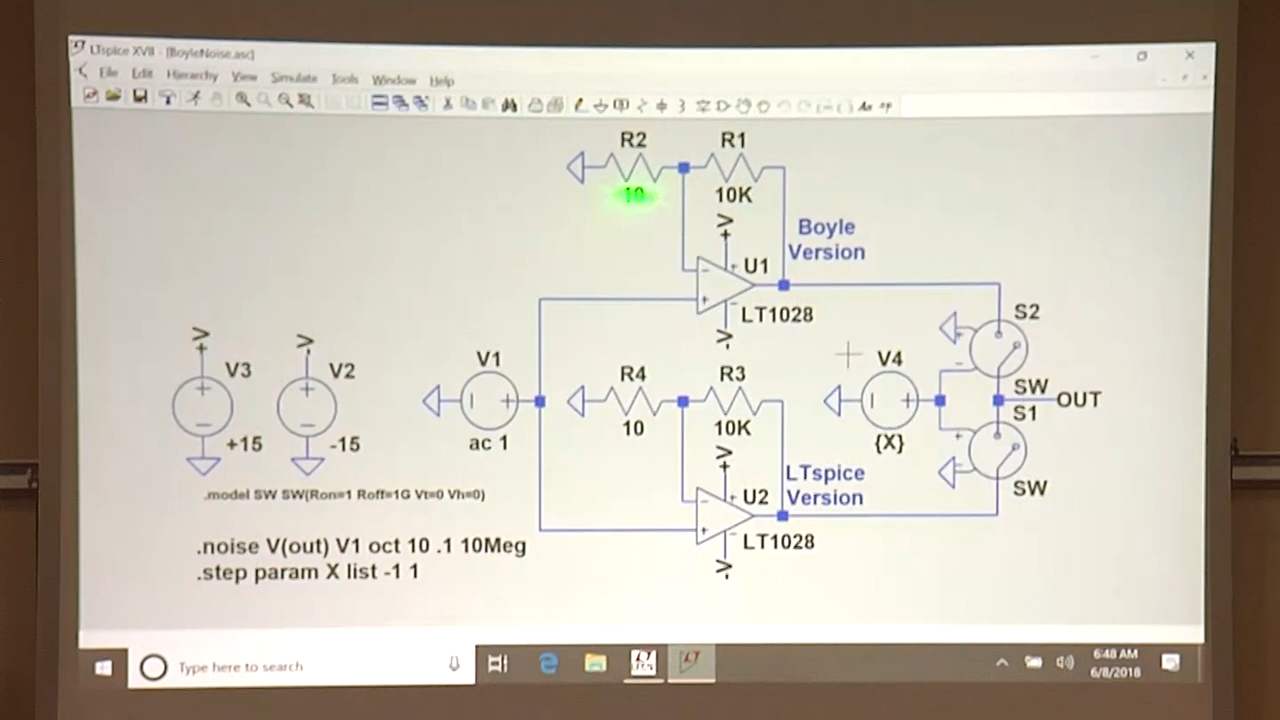 LTspice XVII - [BoyleNoise.asc]
File Edit Hierarchy View Simulate Tools Window Help
R2 R1
10 10K
V+
Boyle
Version
U1
LT1028
V-
S2
V+ V-
V3 V2 V1 R4 R3 V4
SW
OUT
S1
+15 -15 ac 1 10 10K {X}
V+
LTspice
Version
U2
SW
.model SW SW(Ron=1 Roff=1G Vt=0 Vh=0)
LT1028
V-
.noise V(out) V1 oct 10 .1 10Meg
.step param X list -1 1
Type here to search
6:48 AM
6/8/2018